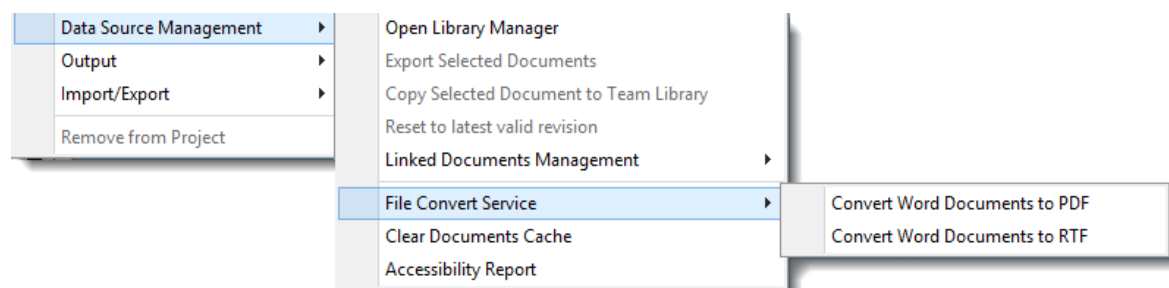 Data Source Management
Output
Import/Export
Remove from Project
Open Library Manager
Export Selected Documents
Copy Selected Document to Team Library
Reset to latest valid revision
Linked Documents Management
File Convert Service
Clear Documents Cache
Accessibility Report
Convert Word Documents to PDF
Convert Word Documents to RTF